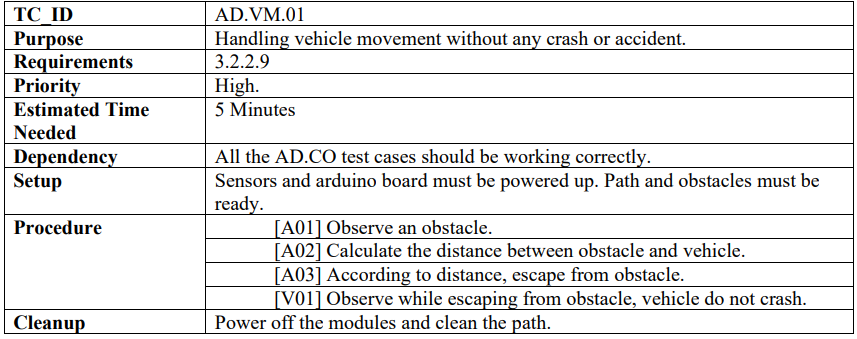 TC_ID AD.VM.01
Purpose Handling vehicle movement without any crash or accident.
Requirements 3.2.2.9
Priority High.
Estimated Time 5 Minutes
Needed
Dependency All the AD.CO test cases should be working correctly.
Setup Sensors and arduino board must be powered up. Path and obstacles must be
ready.
Procedure [A01] Observe an obstacle.
[A02] Calculate the distance between obstacle and vehicle.
[A03] According to distance, escape from obstacle.
[V01] Observe while escaping from obstacle, vehicle do not crash.
Cleanup Power off the modules and clean the path.